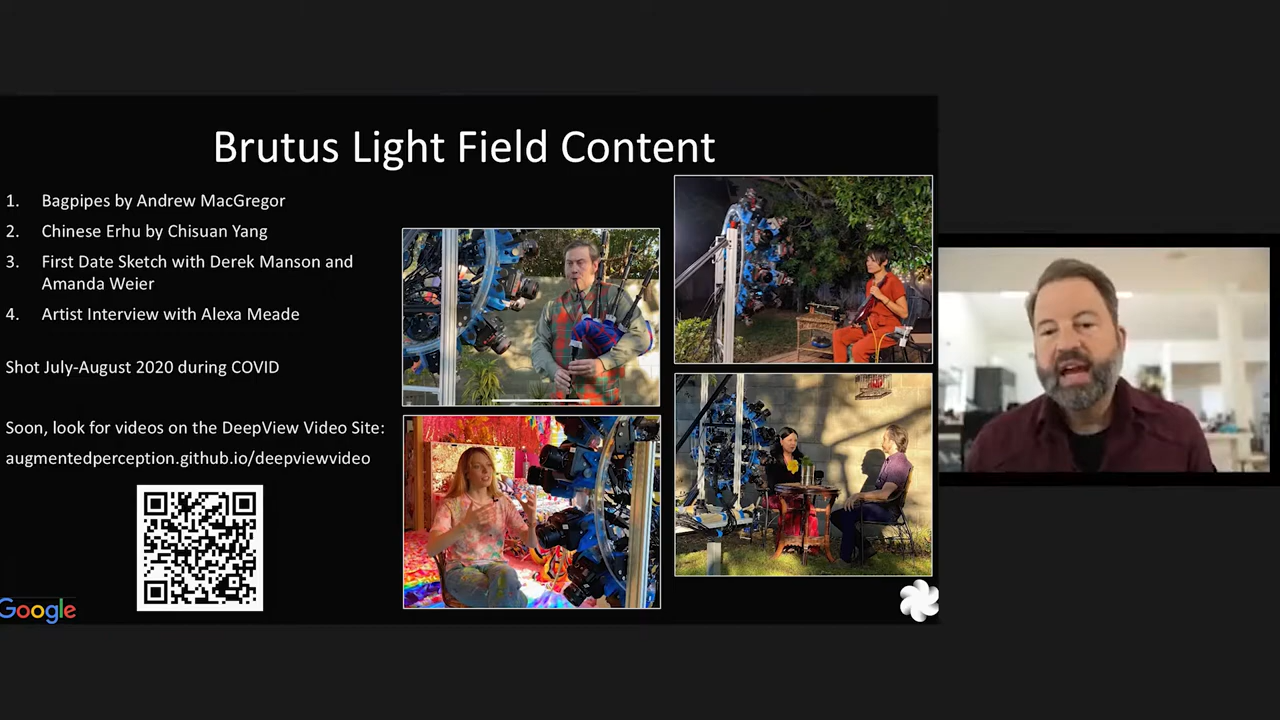 Brutus Light Field Content
1. Bagpipes by Andrew MacGregor
2. Chinese Erhu by Chisuan Yang
3. First Date Sketch with Derek Manson and
Amanda Weier
4. Artist Interview with Alexa Meade
Shot July-August 2020 during COVID
Soon, look for videos on the DeepView Video Site:
augmentedperception.github.io/deepviewvideo
Google